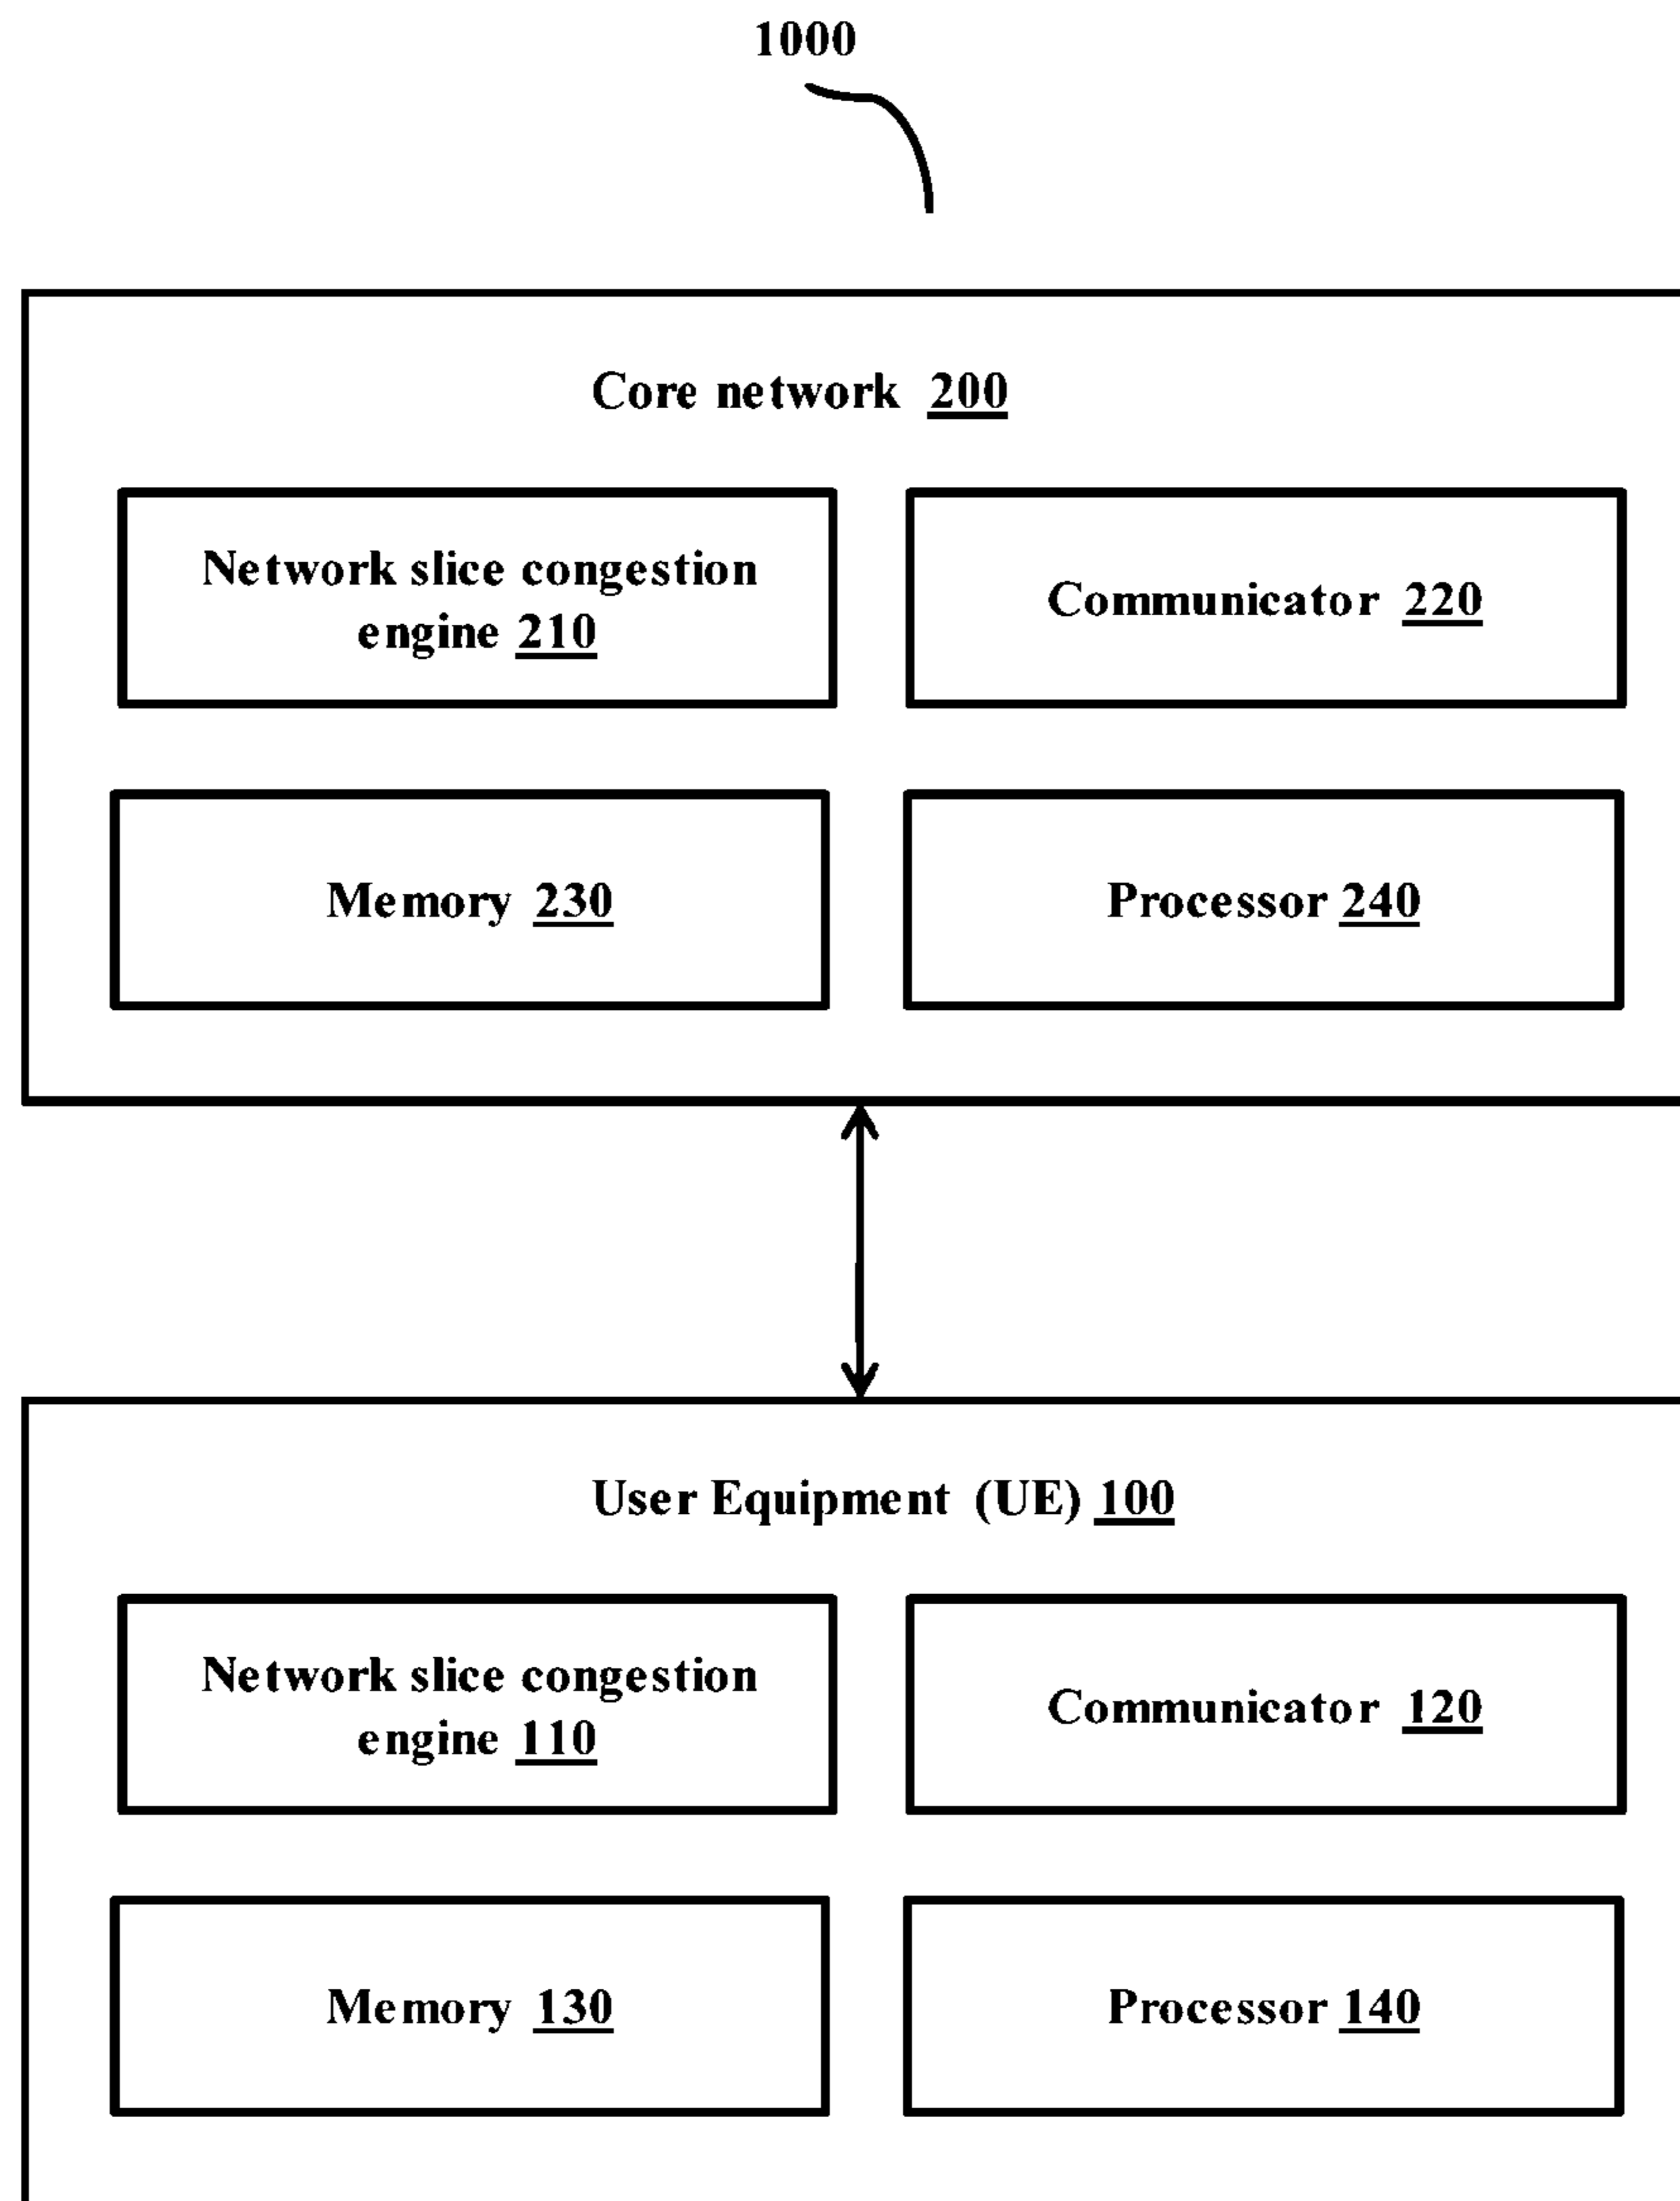 1000
Core network 200
Network slice congestion
engine 210
Communicator 220
Memory 230
Processor 240
User Equipment (UE) 100
Network slice congestion
engine 110
Communicator 120
Memory 130
Processor 140